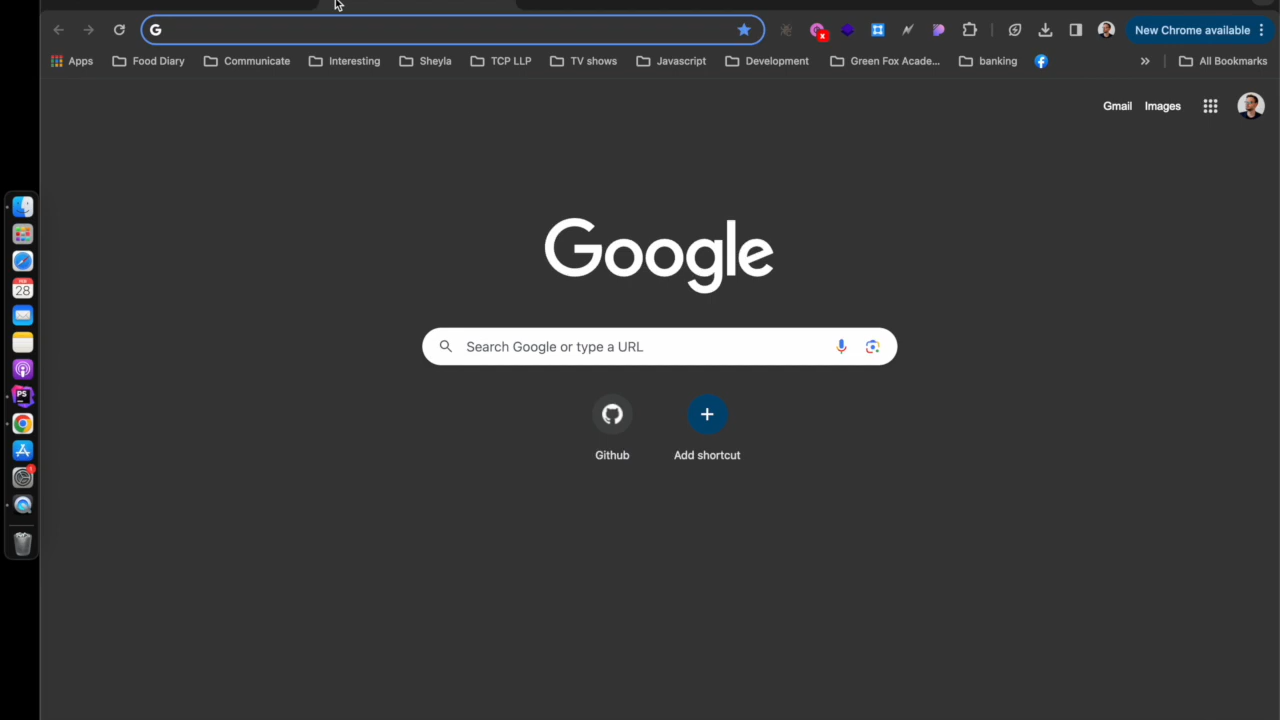 New Chrome available
Apps Food Diary Communicate Interesting Sheyla TCP LLP TV shows Javascript Development Green Fox Acade... banking » All Bookmarks
Gmail Images
Google
Search Google or type a URL
Github Add shortcut
28
PS